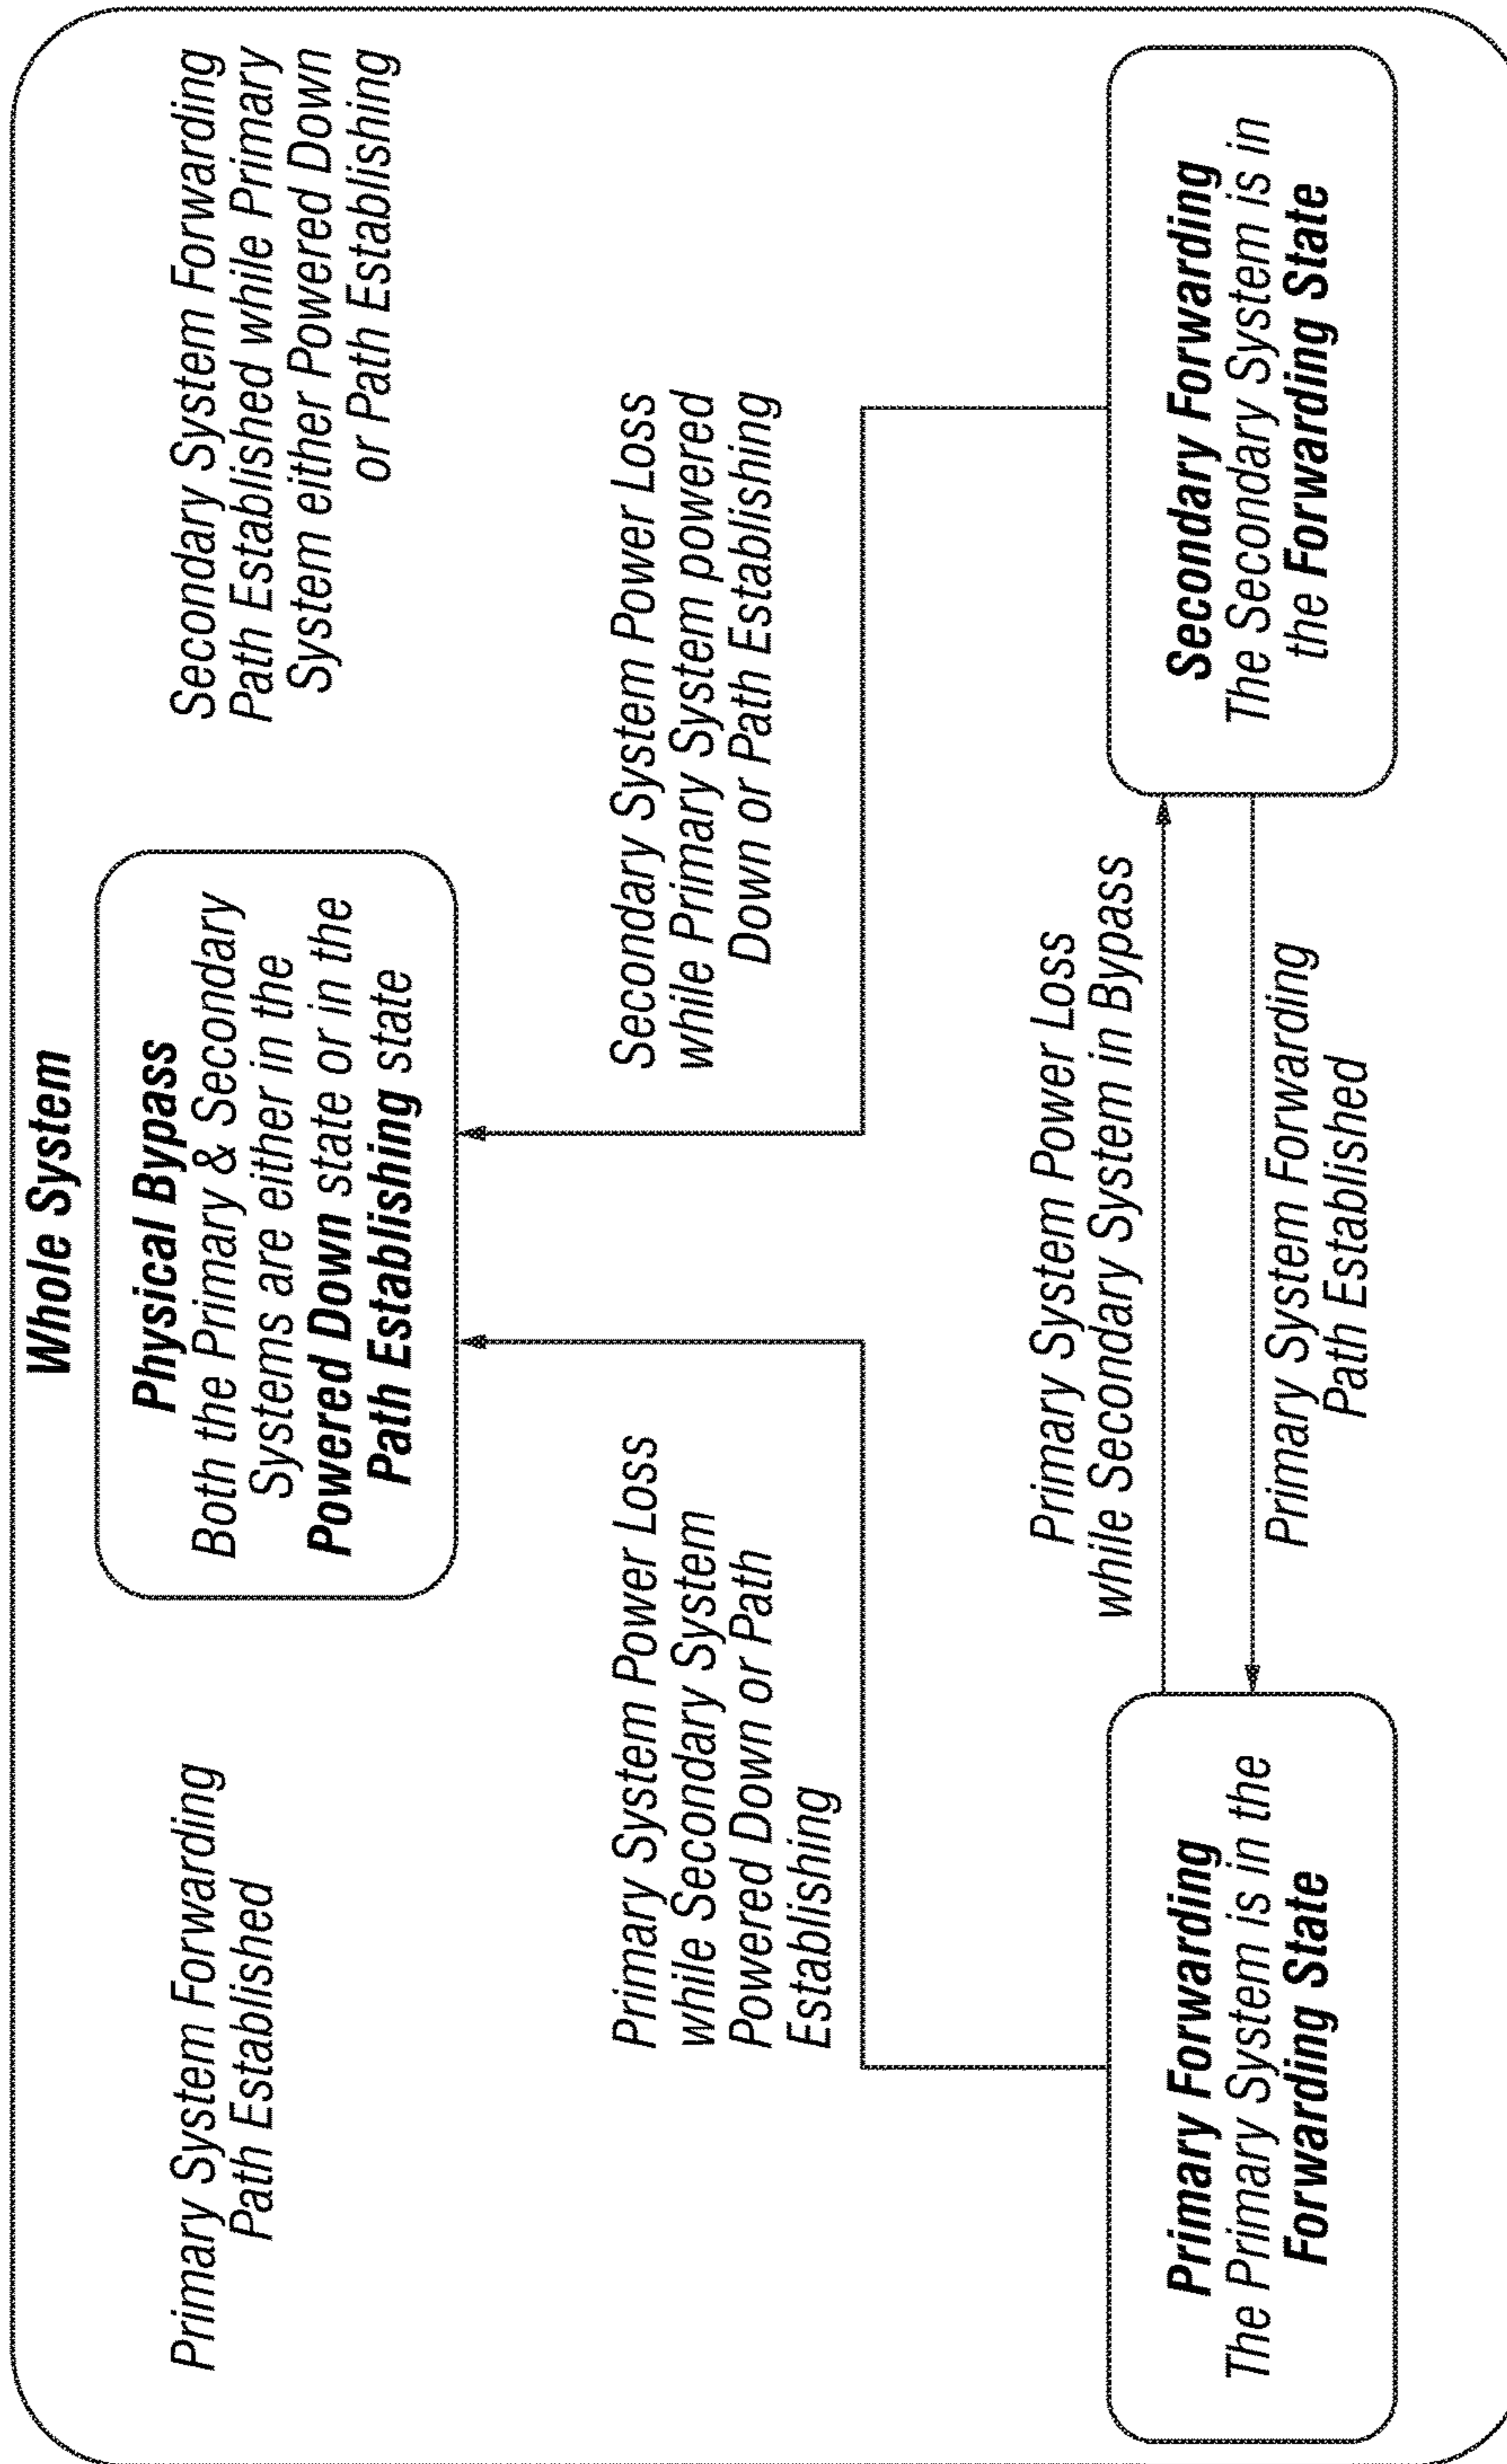 Whole System
Physical Bypass
Both the Primary & Secondary
Systems are either in the
Powered Down state or in the
Path Establishing state
Primary System Forwarding
Path Established
Secondary System Forwarding
Path Established while Primary
System either Powered Down
or Path Establishing
Primary System Power Loss
while Secondary System
Powered Down or Path
Establishing
Secondary System Power Loss
while Primary System powered
Down or Path Establishing
Primary System Power Loss
while Secondary System in Bypass
Primary System Forwarding
Path Established
Primary Forwarding
The Primary System is in the
Forwarding State
Secondary Forwarding
The Secondary System is in
the Forwarding State